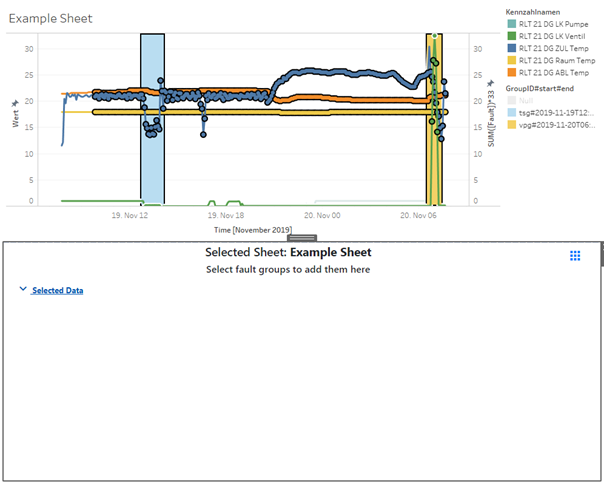 Example Sheet
Kennzahlnamen
RLT 21 DG LK Pumpe
RLT 21 DG LK Ventil
RLT 21 DG ZUL Temp
RLT 21 DG Raum Temp
RLT 21 DG ABL Temp
GroupID#start#end
Null
tsg#2019-11-19T12:..
vpg#2019-11-20T06:..
Wert
30
25
20
15
10
5
0
30
25
20
15
10
5
0
SUM([Fault])*33
19. Nov 12
19. Nov 18
20. Nov 00
20. Nov 06
Time [November 2019]
Selected Sheet: Example Sheet
Select fault groups to add them here
Selected Data